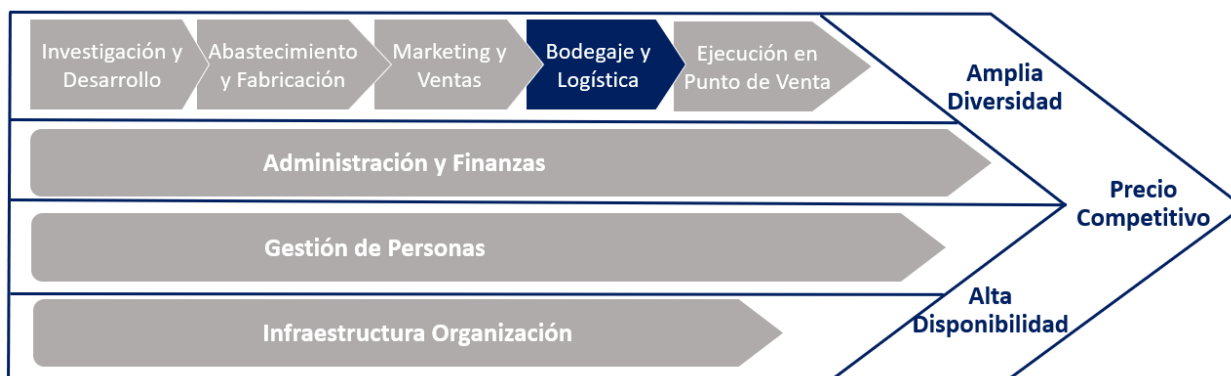 Investigación y
Desarrollo
Abastecimiento
y Fabricación
Marketing y
Ventas
Bodegaje y
Logística
Ejecución en
Punto de Venta
Amplia
Diversidad
Administración y Finanzas
Precio
Competitivo
Gestión de Personas
Alta
Disponibilidad
Infraestructura Organización